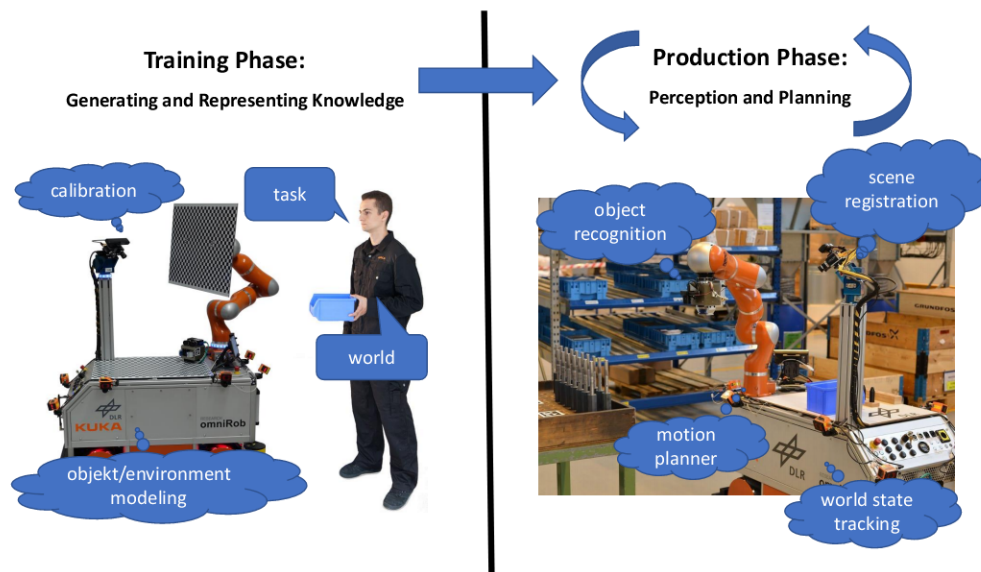 Training Phase:
Generating and Representing Knowledge
Production Phase:
Perception and Planning
calibration
task
world
DLR
KUKA
omniRob
objekt/environment
modeling
object
recognition
scene
registration
GRUNDFOS
motion
planner
DLR
world state
tracking